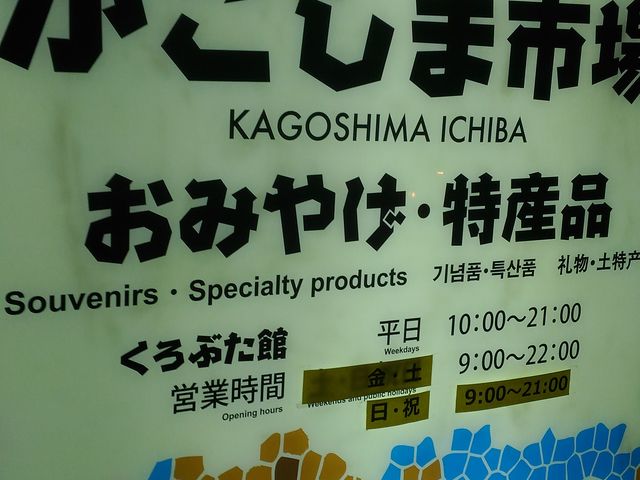 かごしま市場
KAGOSHIMA ICHIBA
おみやげ・特産品
Souvenirs・Specialty products 기념품・특산품 礼物・土特产
くろぶた館
営業時間
Opening hours
平日 10:00～21:00
Weekdays
金・土 9:00～22:00
Weekends and public holidays
日・祝 9:00～21:00